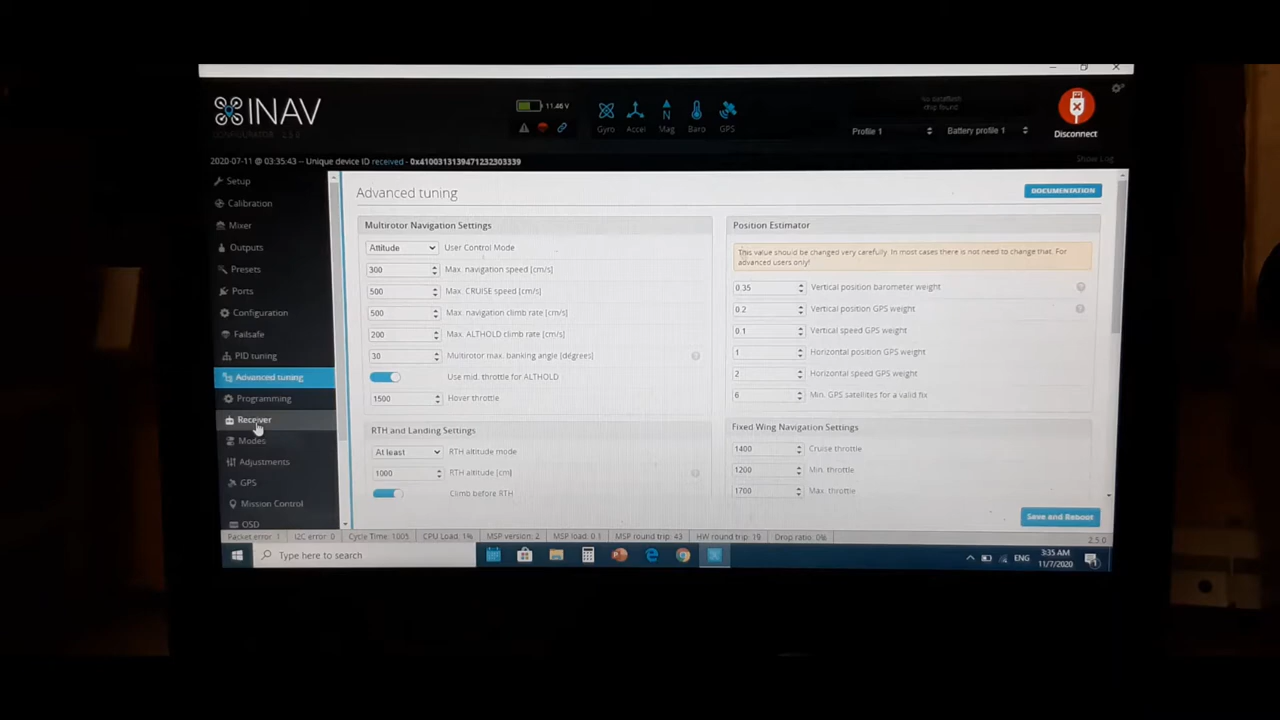 INAV
CONFIGURATOR 2.5.0
11.46 V
Gyro Accel Mag Baro GPS
No dataflash
chip found
Profile 1
Battery profile 1
Disconnect
2020-07-11 @ 03:35:43 -- Unique device ID received - 0x4100313139471232303339
Show Log
Setup
Calibration
Mixer
Outputs
Presets
Ports
Configuration
Failsafe
PID tuning
Advanced tuning
Programming
Receiver
Modes
Adjustments
GPS
Mission Control
OSD
Advanced tuning
DOCUMENTATION
Multirotor Navigation Settings
Attitude User Control Mode
300 Max. navigation speed [cm/s]
500 Max. CRUISE speed [cm/s]
500 Max. navigation climb rate [cm/s]
200 Max. ALTHOLD climb rate [cm/s]
30 Multirotor max. banking angle [degrees] ?
Use mid. throttle for ALTHOLD
1500 Hover throttle
RTH and Landing Settings
At least RTH altitude mode
1000 RTH altitude [cm] ?
Climb before RTH
Position Estimator
This value should be changed very carefully. In most cases there is not need to change that. For
advanced users only!
0.35 Vertical position barometer weight ?
0.2 Vertical position GPS weight ?
0.1 Vertical speed GPS weight
1 Horizontal position GPS weight
2 Horizontal speed GPS weight
6 Min. GPS satellites for a valid fix
Fixed Wing Navigation Settings
1400 Cruise throttle
1200 Min. throttle
1700 Max. throttle
Save and Reboot
Packet error: 1 I2C error: 0 Cycle Time: 1005 CPU Load: 1% MSP version: 2 MSP load: 0.1 MSP round trip: 43 HW round trip: 19 Drop ratio: 0% 2.5.0
Type here to search
ENG
3:35 AM
11/7/2020